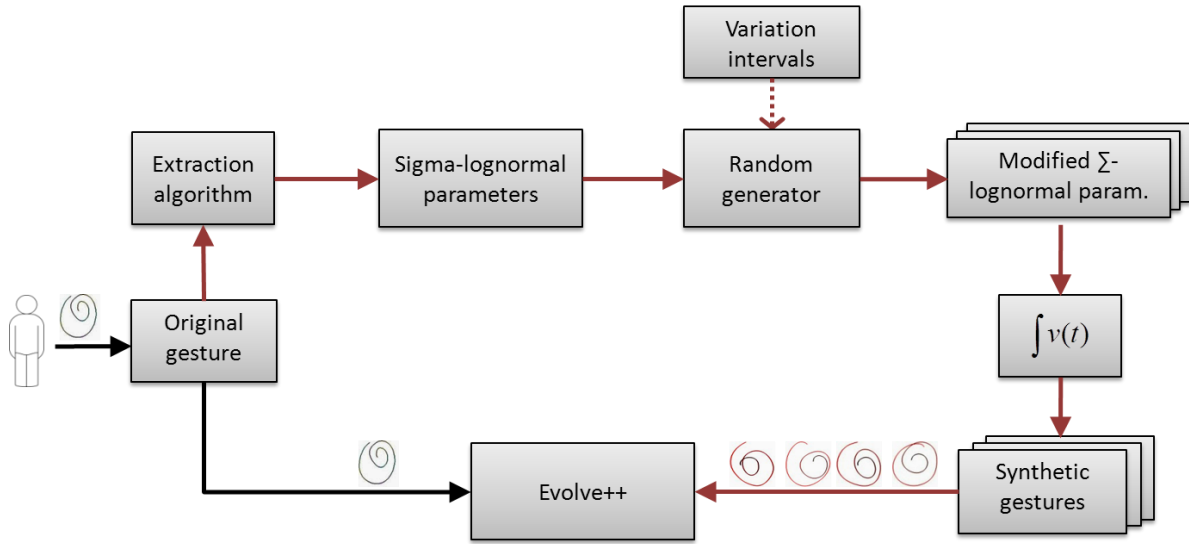 Variation
intervals
Extraction
algorithm
Sigma-lognormal
parameters
Random
generator
Modified ∑-
lognormal param.
Original
gesture
∫ v(t)
Evolve++
Synthetic
gestures